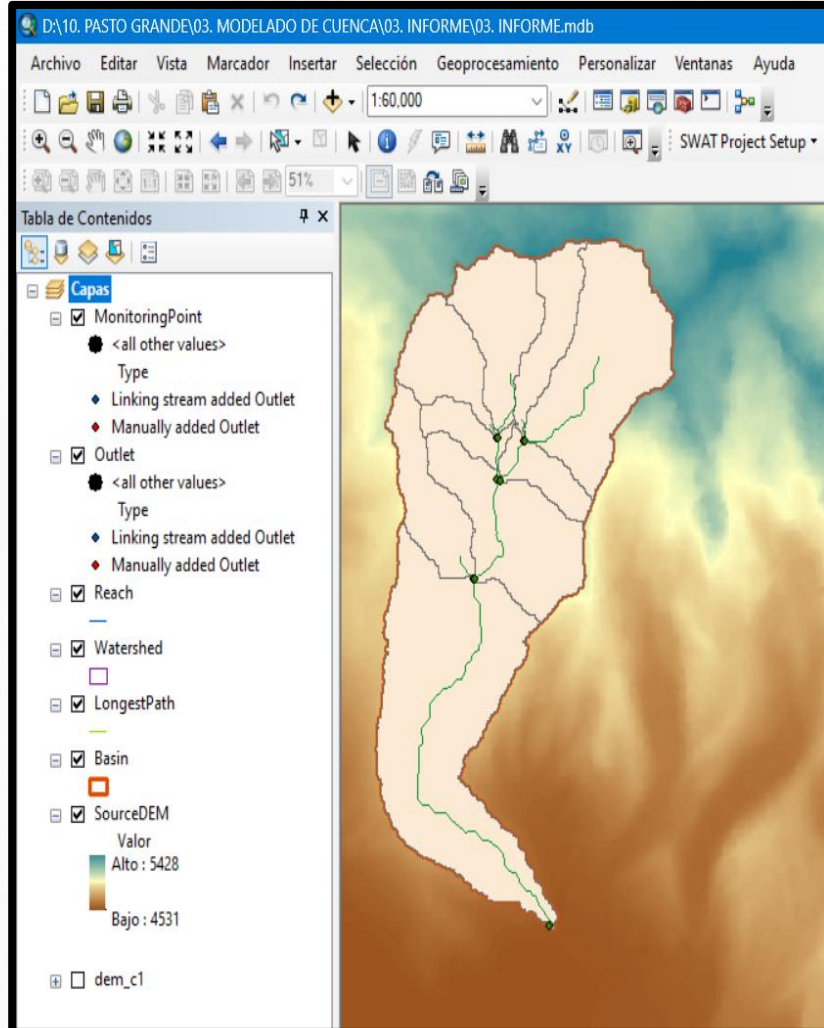 D:\10. PASTO GRANDE\03. MODELADO DE CUENCA\03. INFORME\03. INFORME.mdb
Archivo Editar Vista Marcador Insertar Selección Geoprocesamiento Personalizar Ventanas Ayuda
1:60,000
SWAT Project Setup
51%
Tabla de Contenidos
Capas
MonitoringPoint
<all other values>
Type
Linking stream added Outlet
Manually added Outlet
Outlet
<all other values>
Type
Linking stream added Outlet
Manually added Outlet
Reach
Watershed
LongestPath
Basin
SourceDEM
Valor
Alto : 5428
Bajo : 4531
dem_c1